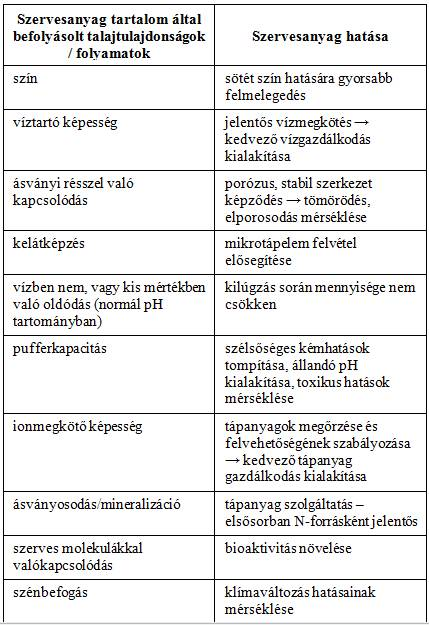 Szervesanyag tartalom által
befolyásolt talajtulajdonságok
/ folyamatok
Szervesanyag hatása
szín
sötét szín hatására gyorsabb
felmelegedés
víztartó képesség
jelentős vízmegkötés →
kedvező vízgazdálkodás
kialakítása
ásványi résszel való
kapcsolódás
porózus, stabil szerkezet
képződés → tömörödés,
elporosodás mérséklése
kelátképzés
mikrotápelem felvétel
elősegítése
vízben nem, vagy kis mértékben
való oldódás (normál pH
tartományban)
kilúgzás során mennyisége nem
csökken
pufferkapacitás
szélsőséges kémhatások
tompítása, állandó pH
kialakítása, toxikus hatások
mérséklése
ionmegkötő képesség
tápanyagok megőrzése és
felvehetőségének szabályozása
→ kedvező tápanyag
gazdálkodás kialakítása
ásványosodás/mineralizáció
tápanyag szolgáltatás –
elsősorban N-forrásként jelentős
szerves molekulákkal
valókapcsolódás
bioaktivitás növelése
szénbefogás
klímaváltozás hatásainak
mérséklése